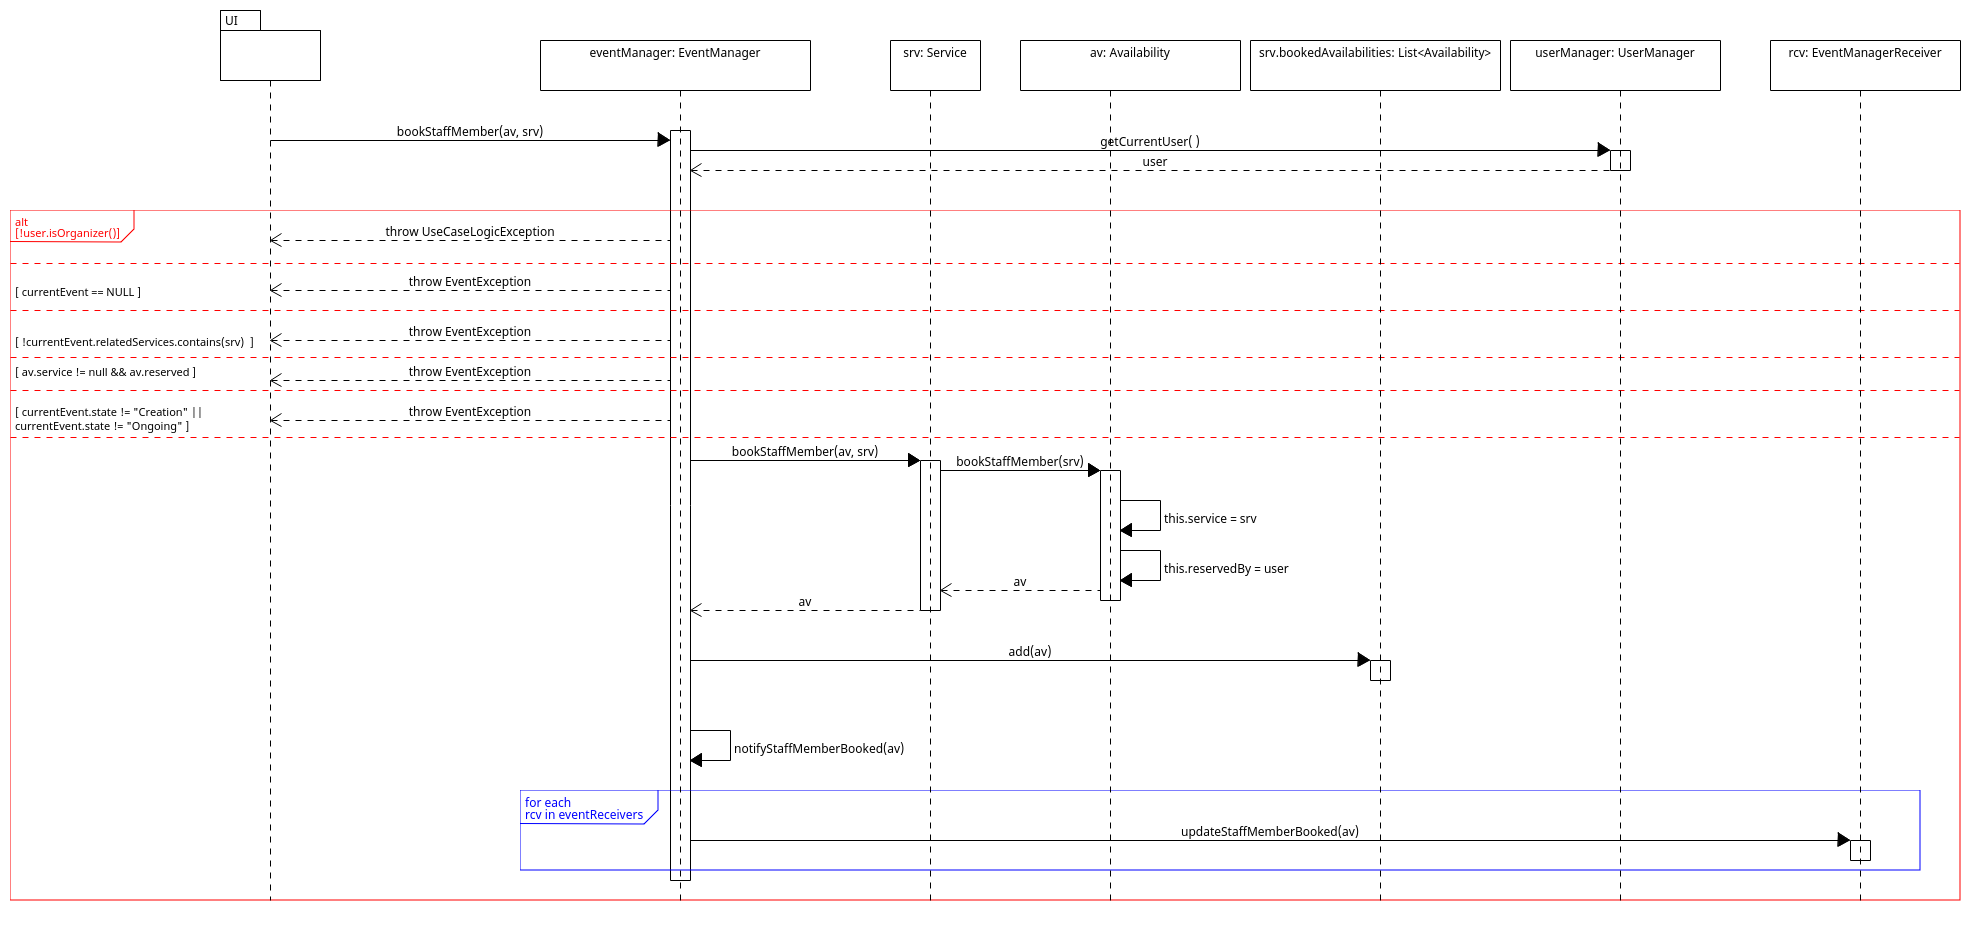 UI
eventManager: EventManager
srv: Service
av: Availability
srv.bookedAvailabilities: List<Availability>
userManager: UserManager
rcv: EventManagerReceiver
bookStaffMember(av, srv)
getCurrentUser( )
user
alt
[!user.isOrganizer()]
throw UseCaseLogicException
throw EventException
[ currentEvent == NULL ]
throw EventException
[ !currentEvent.relatedServices.contains(srv)  ]
throw EventException
[ av.service != null && av.reserved ]
throw EventException
[ currentEvent.state != "Creation" ||
currentEvent.state != "Ongoing" ]
bookStaffMember(av, srv)
bookStaffMember(srv)
this.service = srv
this.reservedBy = user
av
av
add(av)
notifyStaffMemberBooked(av)
for each
rcv in eventReceivers
updateStaffMemberBooked(av)